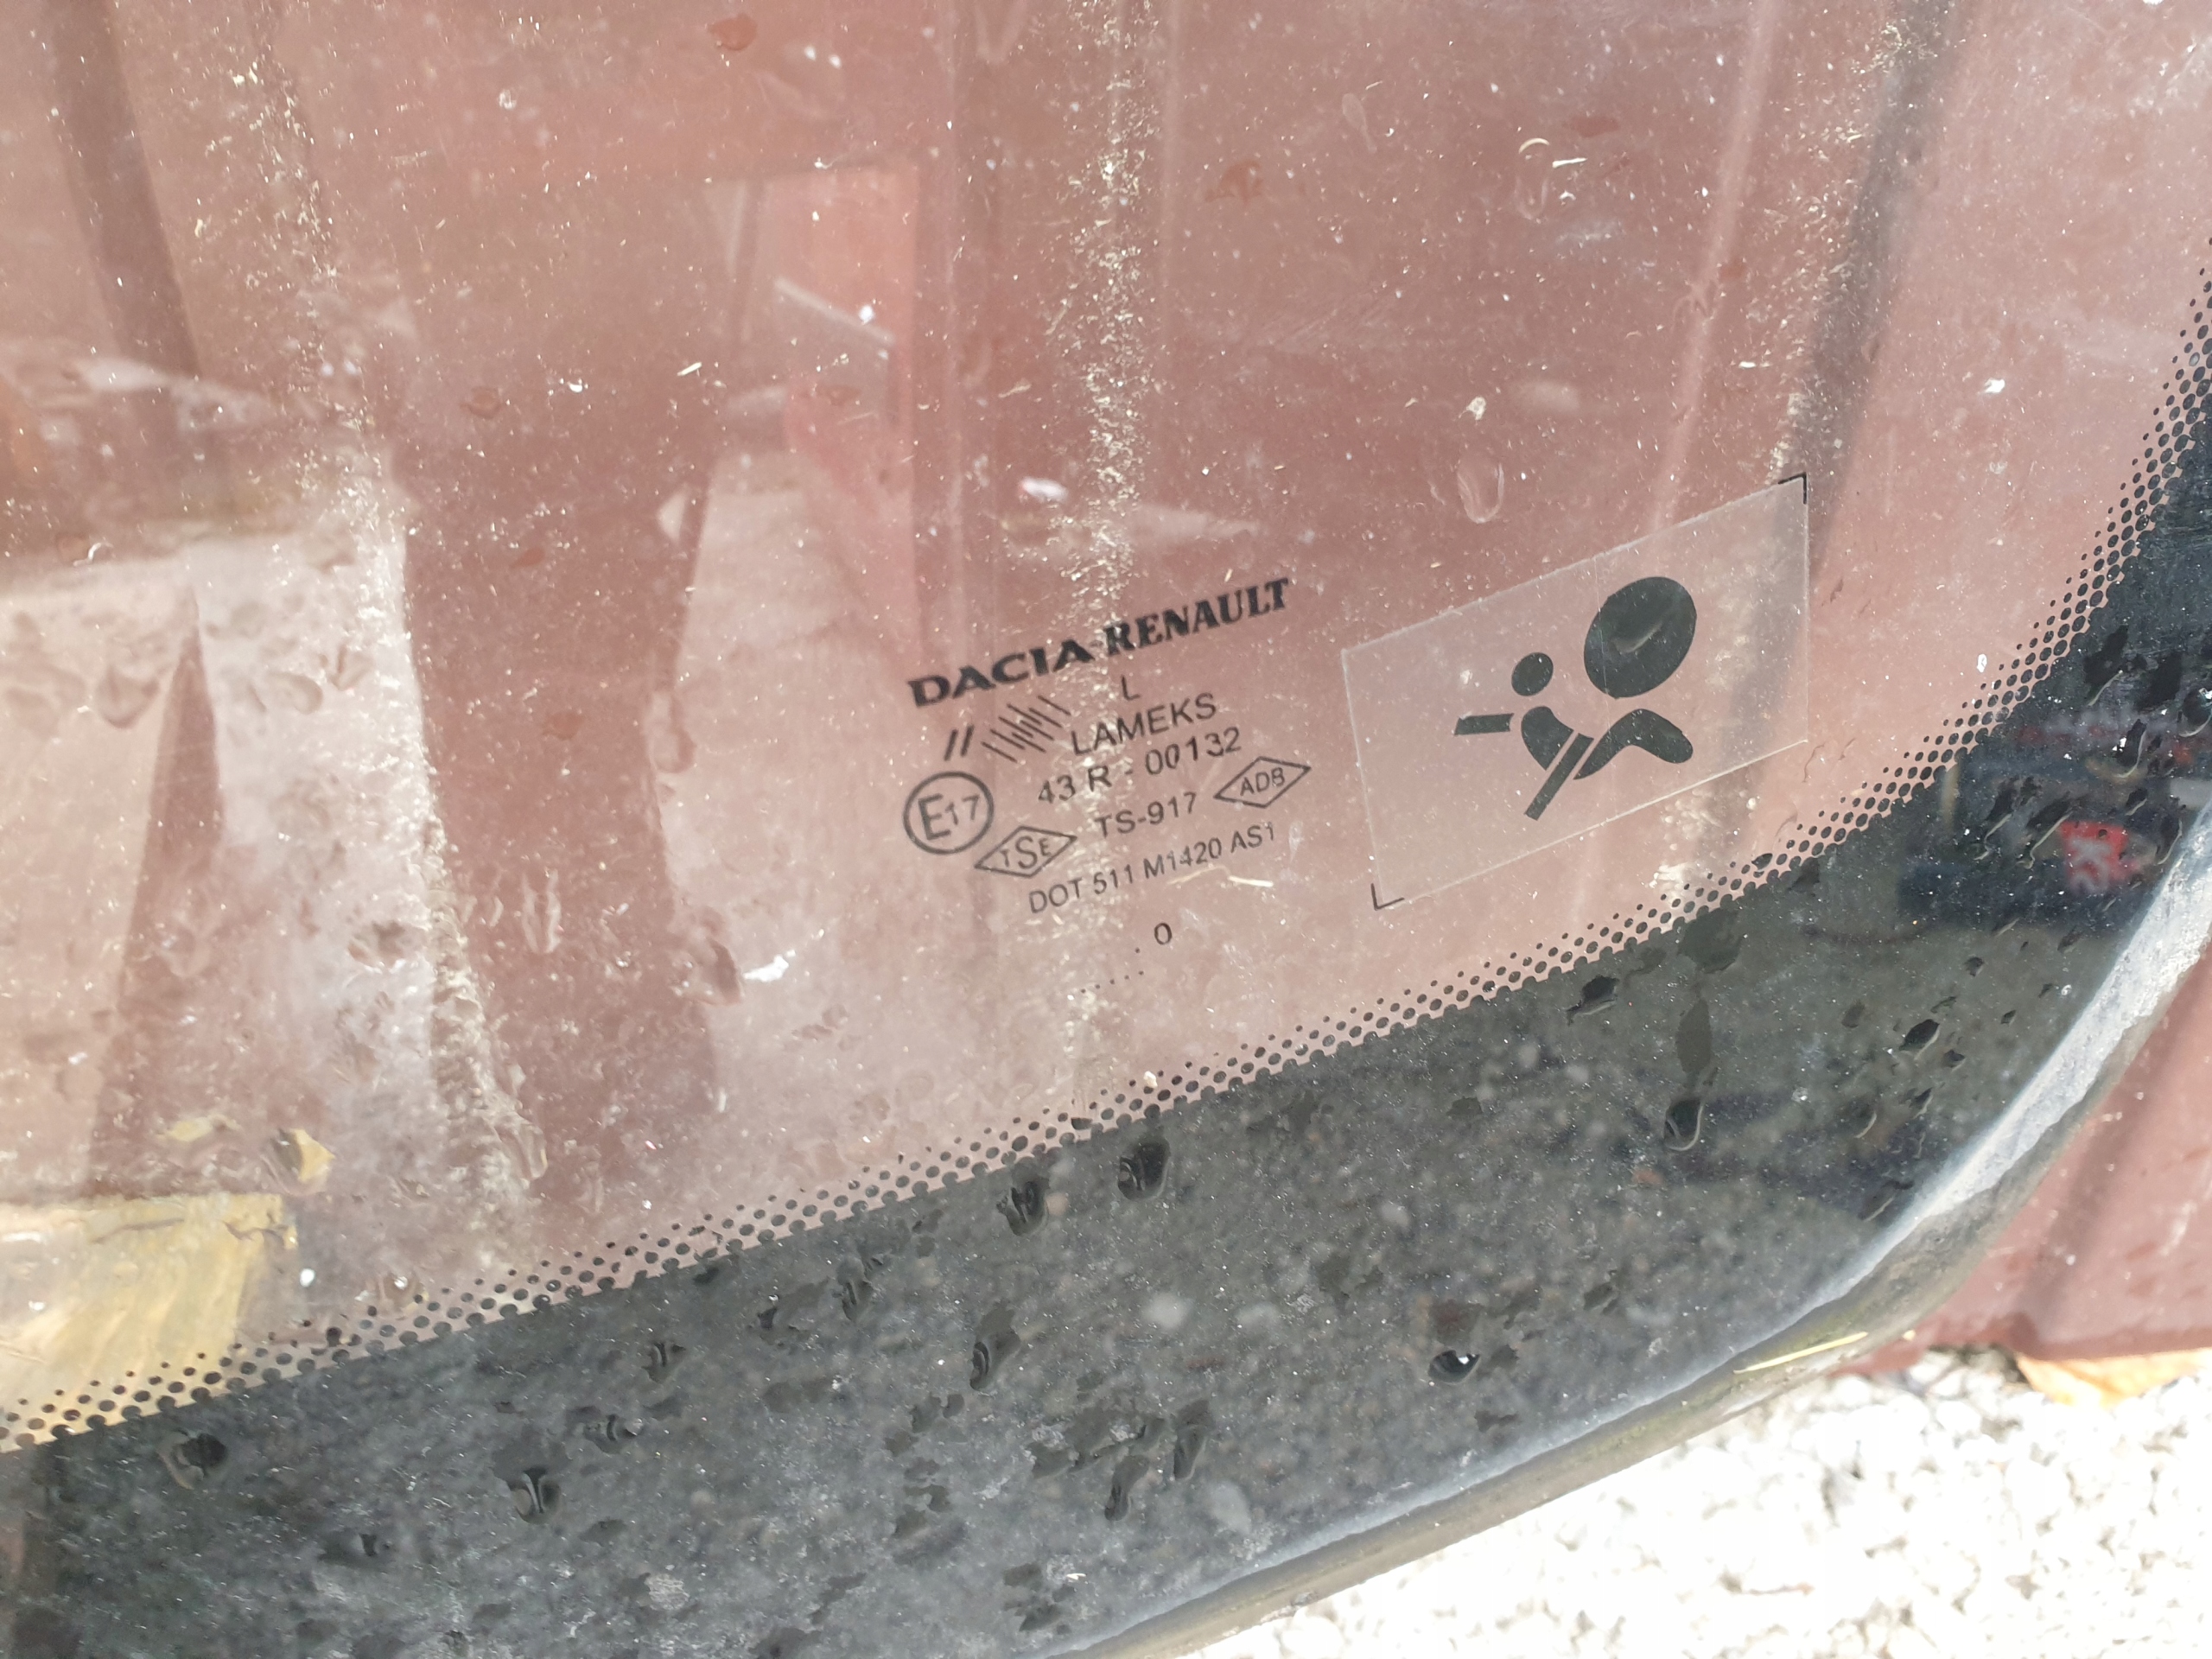 DACIA-RENAULT
L
LAMEKS
43 R - 00132
E17
TSE TS-917 ADB
DOT 511 M1420 AS1
. 0
.....